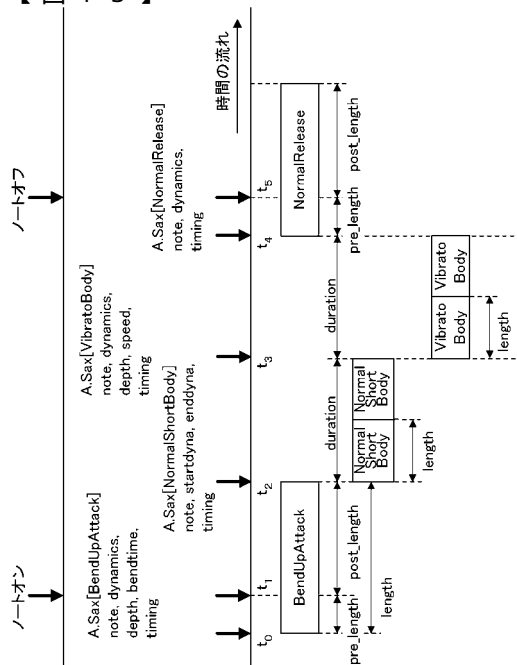 ノートオン
ノートオフ
A.Sax[BendUpAttack]
note, dynamics,
depth, bendtime,
timing
A.Sax[NormalShortBody]
note, startdyna, enddyna,
timing
A.Sax[VibratoBody]
note, dynamics,
depth, speed,
timing
A.Sax[NormalRelease]
note, dynamics,
timing
時間の流れ
t0
t1
t2
t3
t4
t5
BendUpAttack
NormalRelease
pre_length
post_length
duration
duration
pre_length
post_length
length
Normal
Short
Body
Normal
Short
Body
length
Vibrato
Body
Vibrato
Body
length